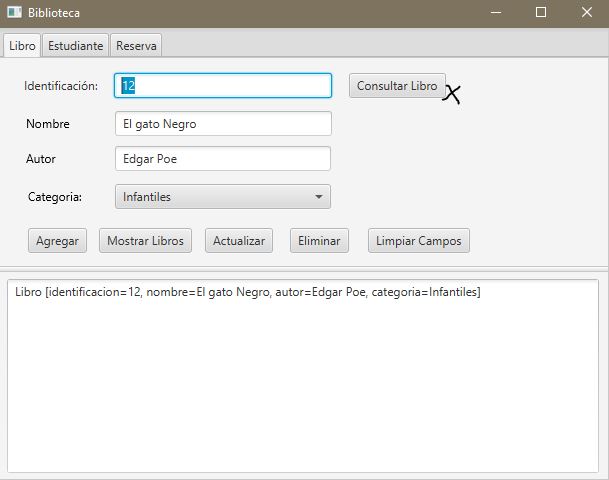 Biblioteca
Libro Estudiante Reserva
Identificación: 12 Consultar Libro X
Nombre El gato Negro
Autor Edgar Poe
Categoria: Infantiles
Agregar Mostrar Libros Actualizar Eliminar Limpiar Campos
Libro [identificacion=12, nombre=El gato Negro, autor=Edgar Poe, categoria=Infantiles]